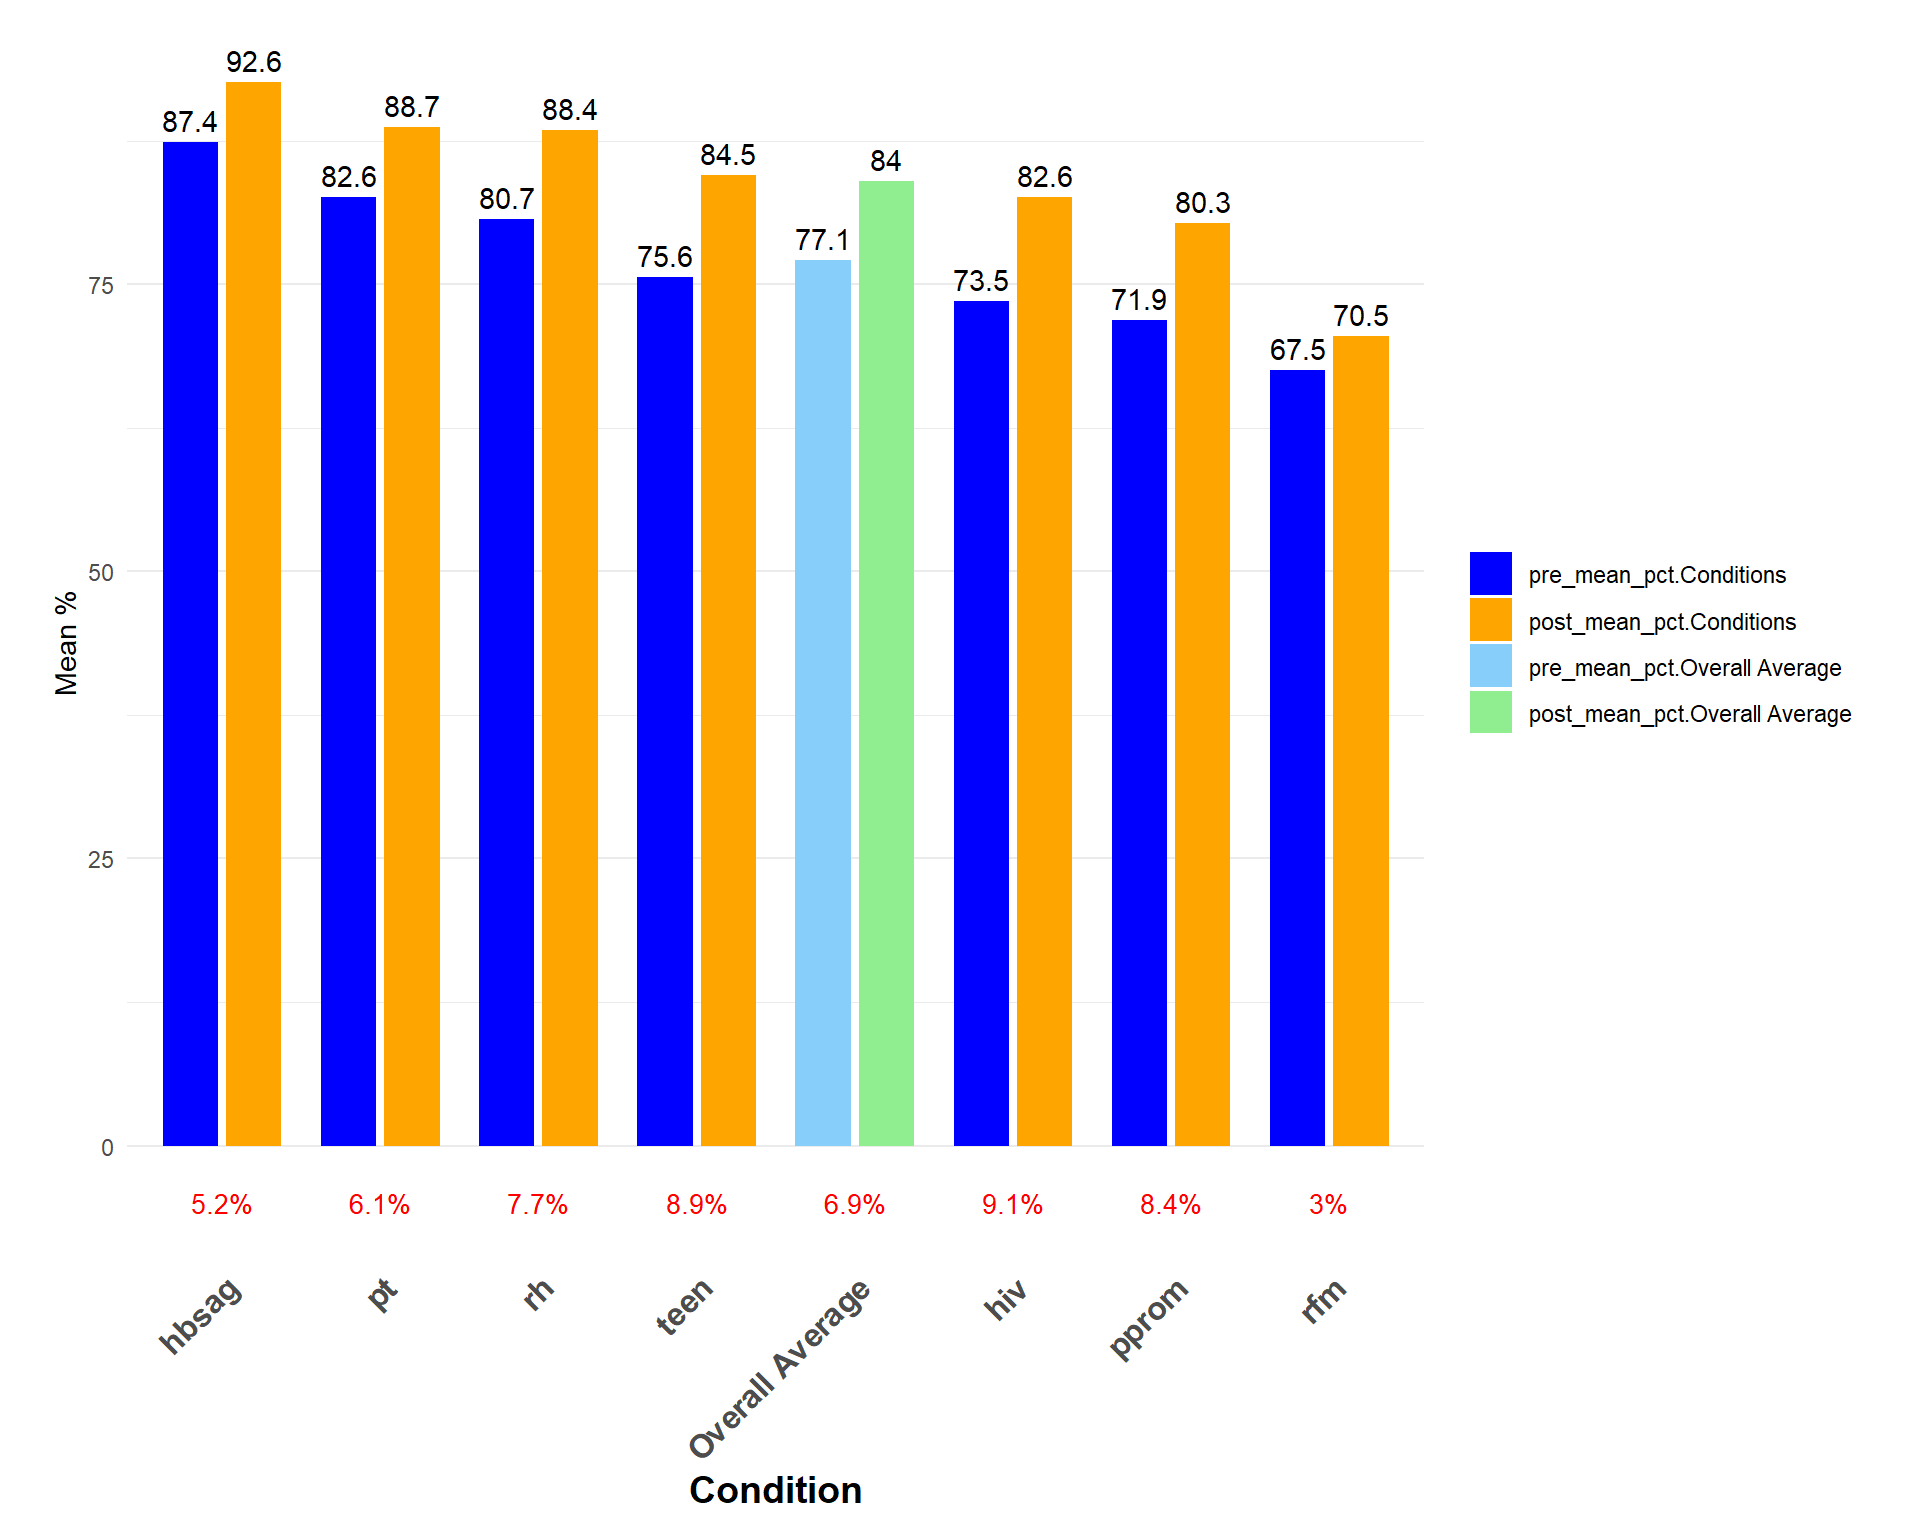 92.6
87.4
88.7
88.4
82.6
80.7
84.5
84
82.6
75.6
77.1
80.3
73.5
71.9
70.5
67.5
75
50
25
0
Mean %
pre_mean_pct.Conditions
post_mean_pct.Conditions
pre_mean_pct.Overall Average
post_mean_pct.Overall Average
5.2% 6.1% 7.7% 8.9% 6.9% 9.1% 8.4% 3%
hbsag
pt
rh
teen
Overall Average
hiv
pprom
rfm
Condition